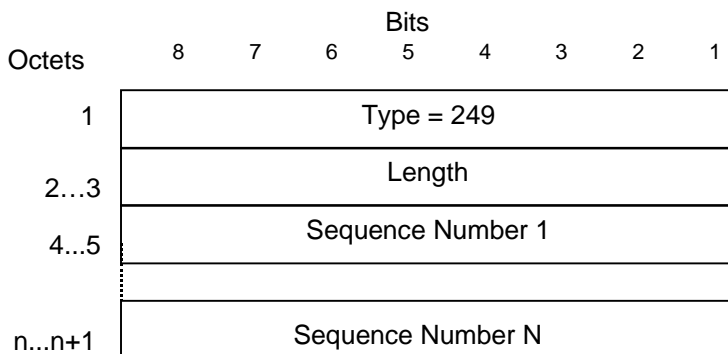 Bits
Octets 8 7 6 5 4 3 2 1
1 Type = 249
2…3 Length
4...5 Sequence Number 1
n...n+1 Sequence Number N